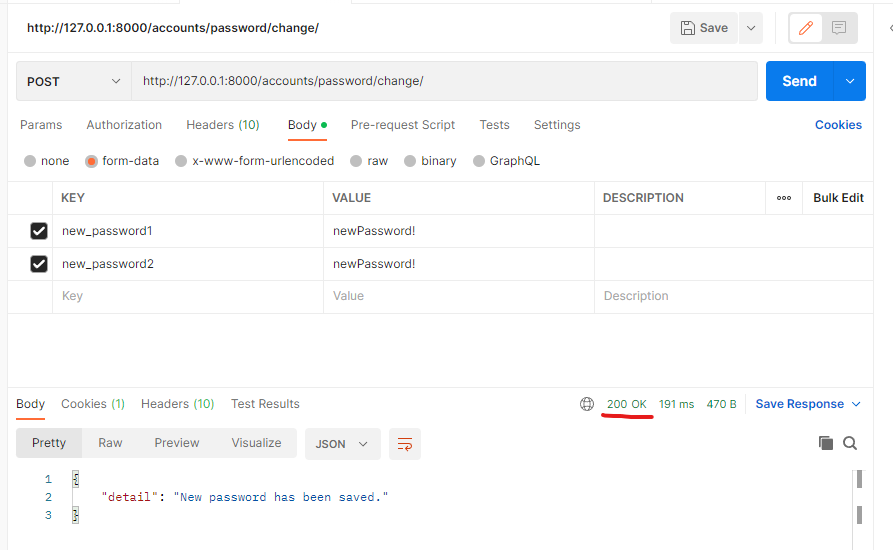 http://127.0.0.1:8000/accounts/password/change/ Save
POST http://127.0.0.1:8000/accounts/password/change/ Send
Params Authorization Headers (10) Body Pre-request Script Tests Settings Cookies
none form-data x-www-form-urlencoded raw binary GraphQL
KEY VALUE DESCRIPTION Bulk Edit
new_password1 newPassword!
new_password2 newPassword!
Key Value Description
Body Cookies (1) Headers (10) Test Results 200 OK 191 ms 470 B Save Response
Pretty Raw Preview Visualize JSON
1 {
2 "detail": "New password has been saved."
3 }